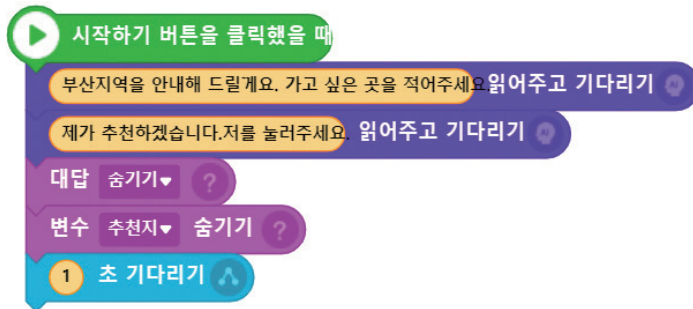 시작하기 버튼을 클릭했을 때
부산지역을 안내해 드릴게요. 가고 싶은 곳을 적어주세요. 읽어주고 기다리기
제가 추천하겠습니다.저를 눌러주세요. 읽어주고 기다리기
대답 숨기기▼ ?
변수 추천지▼ 숨기기 ?
1 초 기다리기